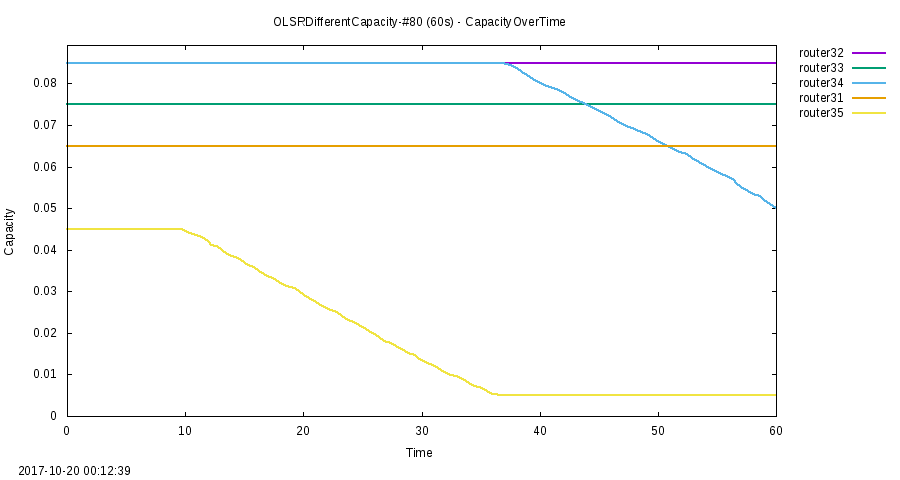 OLSRDifferentCapacity-#80 (60s) - CapacityOverTime
router32
router33
router34
router31
router35
0.08
0.07
0.06
0.05
0.04
0.03
0.02
0.01
0
Capacity
0 10 20 30 40 50 60
Time
2017-10-20 00:12:39